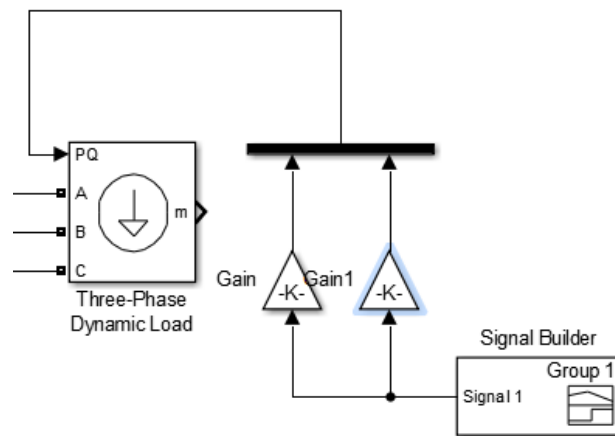 PQ
A
m
B
C
Three-Phase
Dynamic Load
Gain
-K-
Gain1
-K-
Signal Builder
Group 1
Signal 1